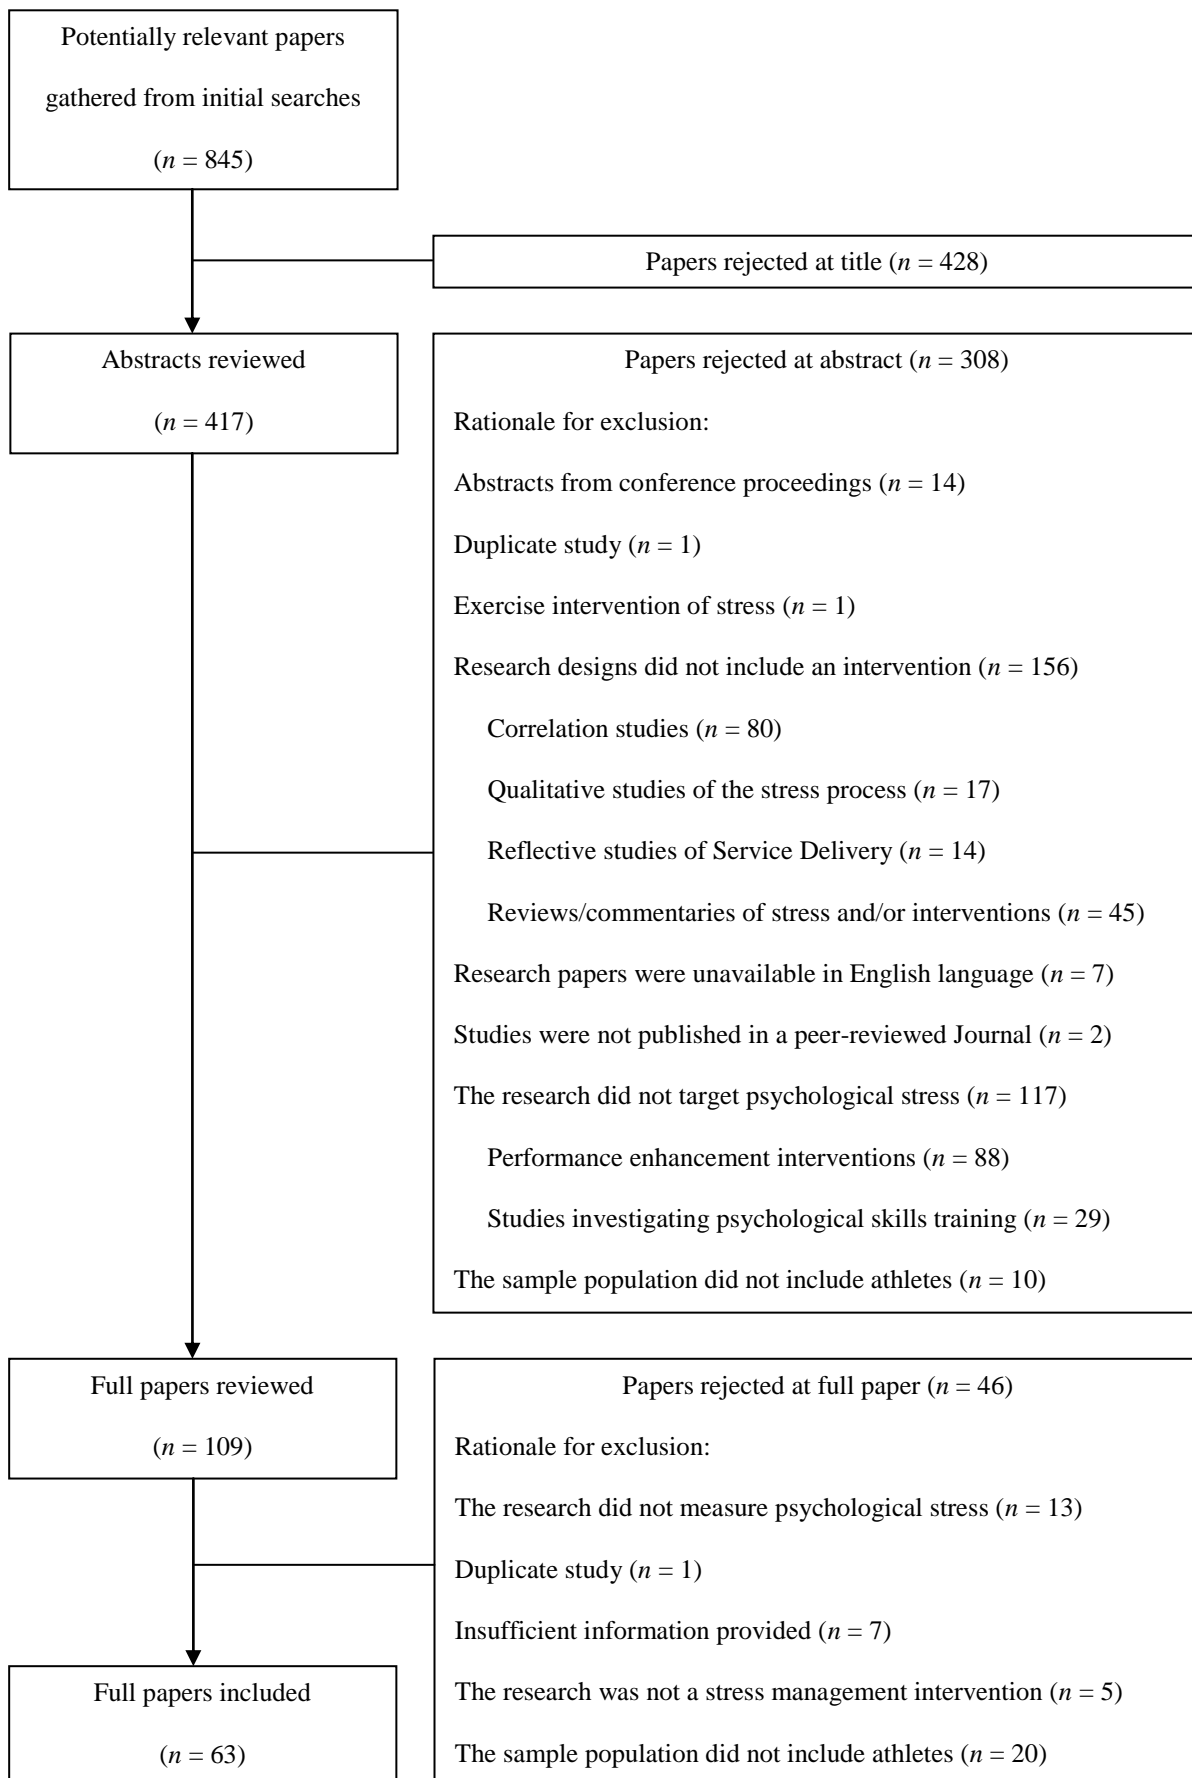 Potentially relevant papers
gathered from initial searches
(n = 845)
Papers rejected at title (n = 428)
Abstracts reviewed
(n = 417)
Papers rejected at abstract (n = 308)
Rationale for exclusion:
Abstracts from conference proceedings (n = 14)
Duplicate study (n = 1)
Exercise intervention of stress (n = 1)
Research designs did not include an intervention (n = 156)
Correlation studies (n = 80)
Qualitative studies of the stress process (n = 17)
Reflective studies of Service Delivery (n = 14)
Reviews/commentaries of stress and/or interventions (n = 45)
Research papers were unavailable in English language (n = 7)
Studies were not published in a peer-reviewed Journal (n = 2)
The research did not target psychological stress (n = 117)
Performance enhancement interventions (n = 88)
Studies investigating psychological skills training (n = 29)
The sample population did not include athletes (n = 10)
Full papers reviewed
(n = 109)
Papers rejected at full paper (n = 46)
Rationale for exclusion:
The research did not measure psychological stress (n = 13)
Duplicate study (n = 1)
Insufficient information provided (n = 7)
The research was not a stress management intervention (n = 5)
The sample population did not include athletes (n = 20)
Full papers included
(n = 63)